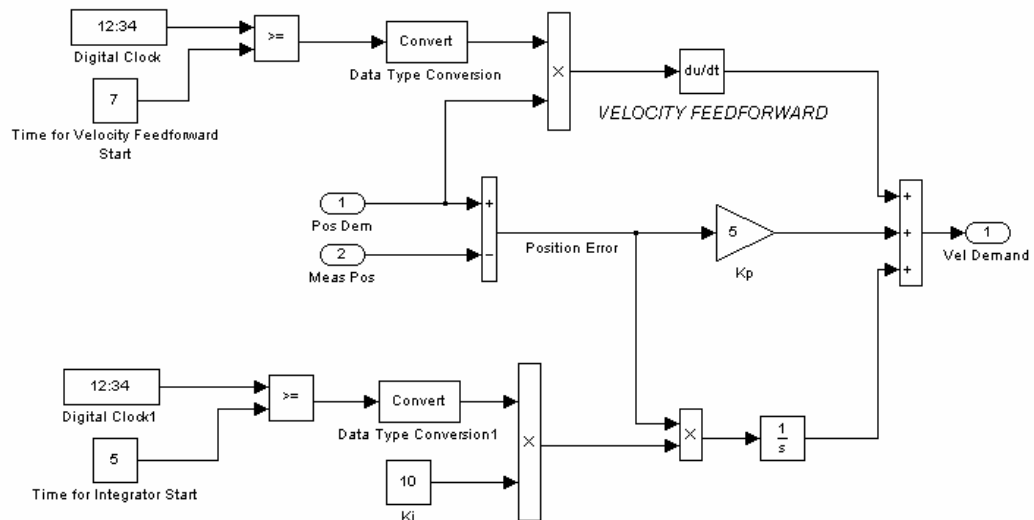 12:34
Digital Clock
>=
Convert
Data Type Conversion
×
du/dt
VELOCITY FEEDFORWARD
7
Time for Velocity Feedforward
Start
1
Pos Dem
2
Meas Pos
+
−
Position Error
5
Kp
+
+
+
1
Vel Demand
12:34
Digital Clock1
>=
Convert
Data Type Conversion1
×
×
1
s
5
Time for Integrator Start
10
Ki